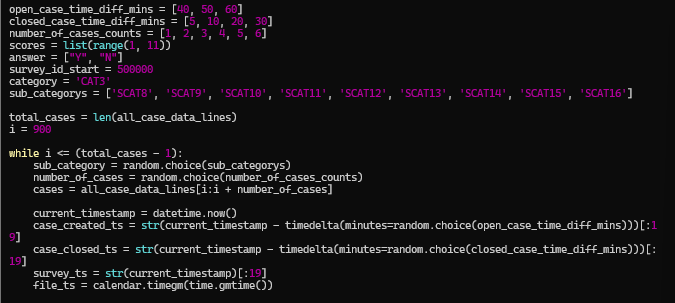 open_case_time_diff_mins = [40, 50, 60]
closed_case_time_diff_mins = [5, 10, 20, 30]
number_of_cases_counts = [1, 2, 3, 4, 5, 6]
scores = list(range(1, 11))
answer = ["Y", "N"]
survey_id_start = 500000
category = 'CAT3'
sub_categorys = ['SCAT8', 'SCAT9', 'SCAT10', 'SCAT11', 'SCAT12', 'SCAT13', 'SCAT14', 'SCAT15', 'SCAT16']

total_cases = len(all_case_data_lines)
i = 900

while i <= (total_cases - 1):
    sub_category = random.choice(sub_categorys)
    number_of_cases = random.choice(number_of_cases_counts)
    cases = all_case_data_lines[i:i + number_of_cases]

    current_timestamp = datetime.now()
    case_created_ts = str(current_timestamp - timedelta(minutes=random.choice(open_case_time_diff_mins)))[:1
9]
    case_closed_ts = str(current_timestamp - timedelta(minutes=random.choice(closed_case_time_diff_mins)))[:
19]
    survey_ts = str(current_timestamp)[:19]
    file_ts = calendar.timegm(time.gmtime())